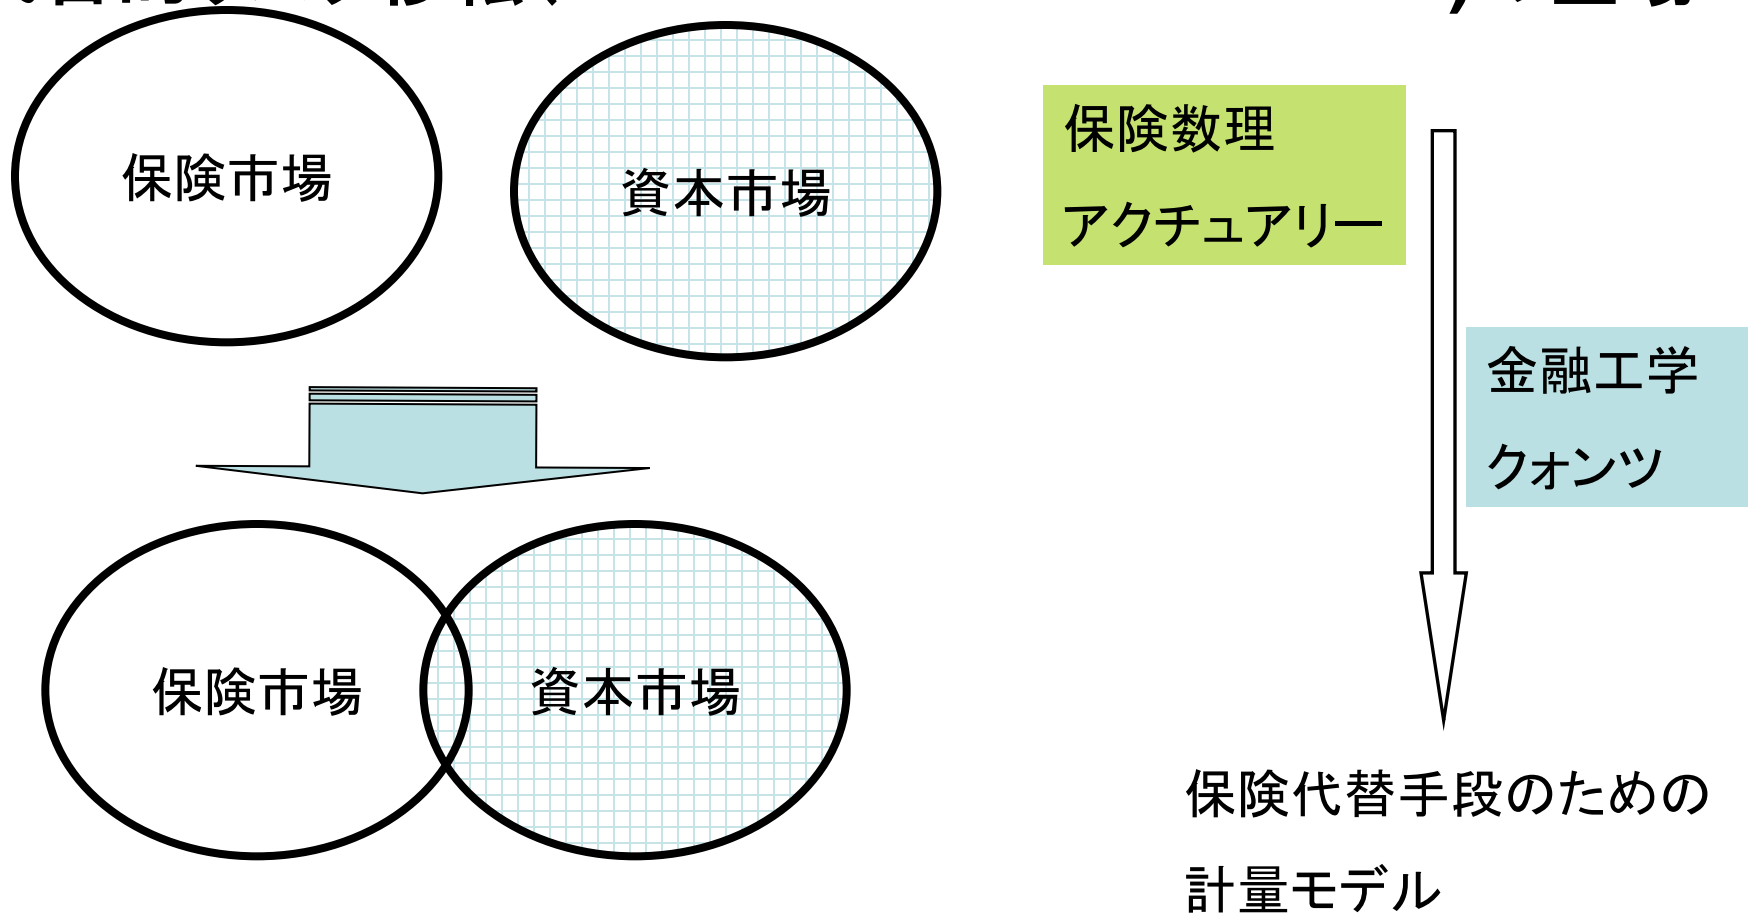 保険市場
資本市場
保険数理
アクチュアリー
金融工学
クォンツ
保険市場
資本市場
保険代替手段のための
計量モデル